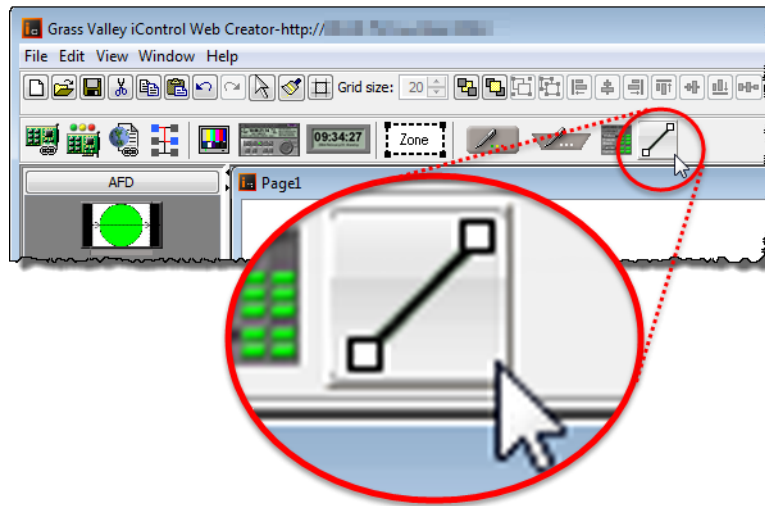 Grass Valley iControl Web Creator-http://
File Edit View Window Help
Grid size: 20
09:34:27
Zone
AFD
Page1